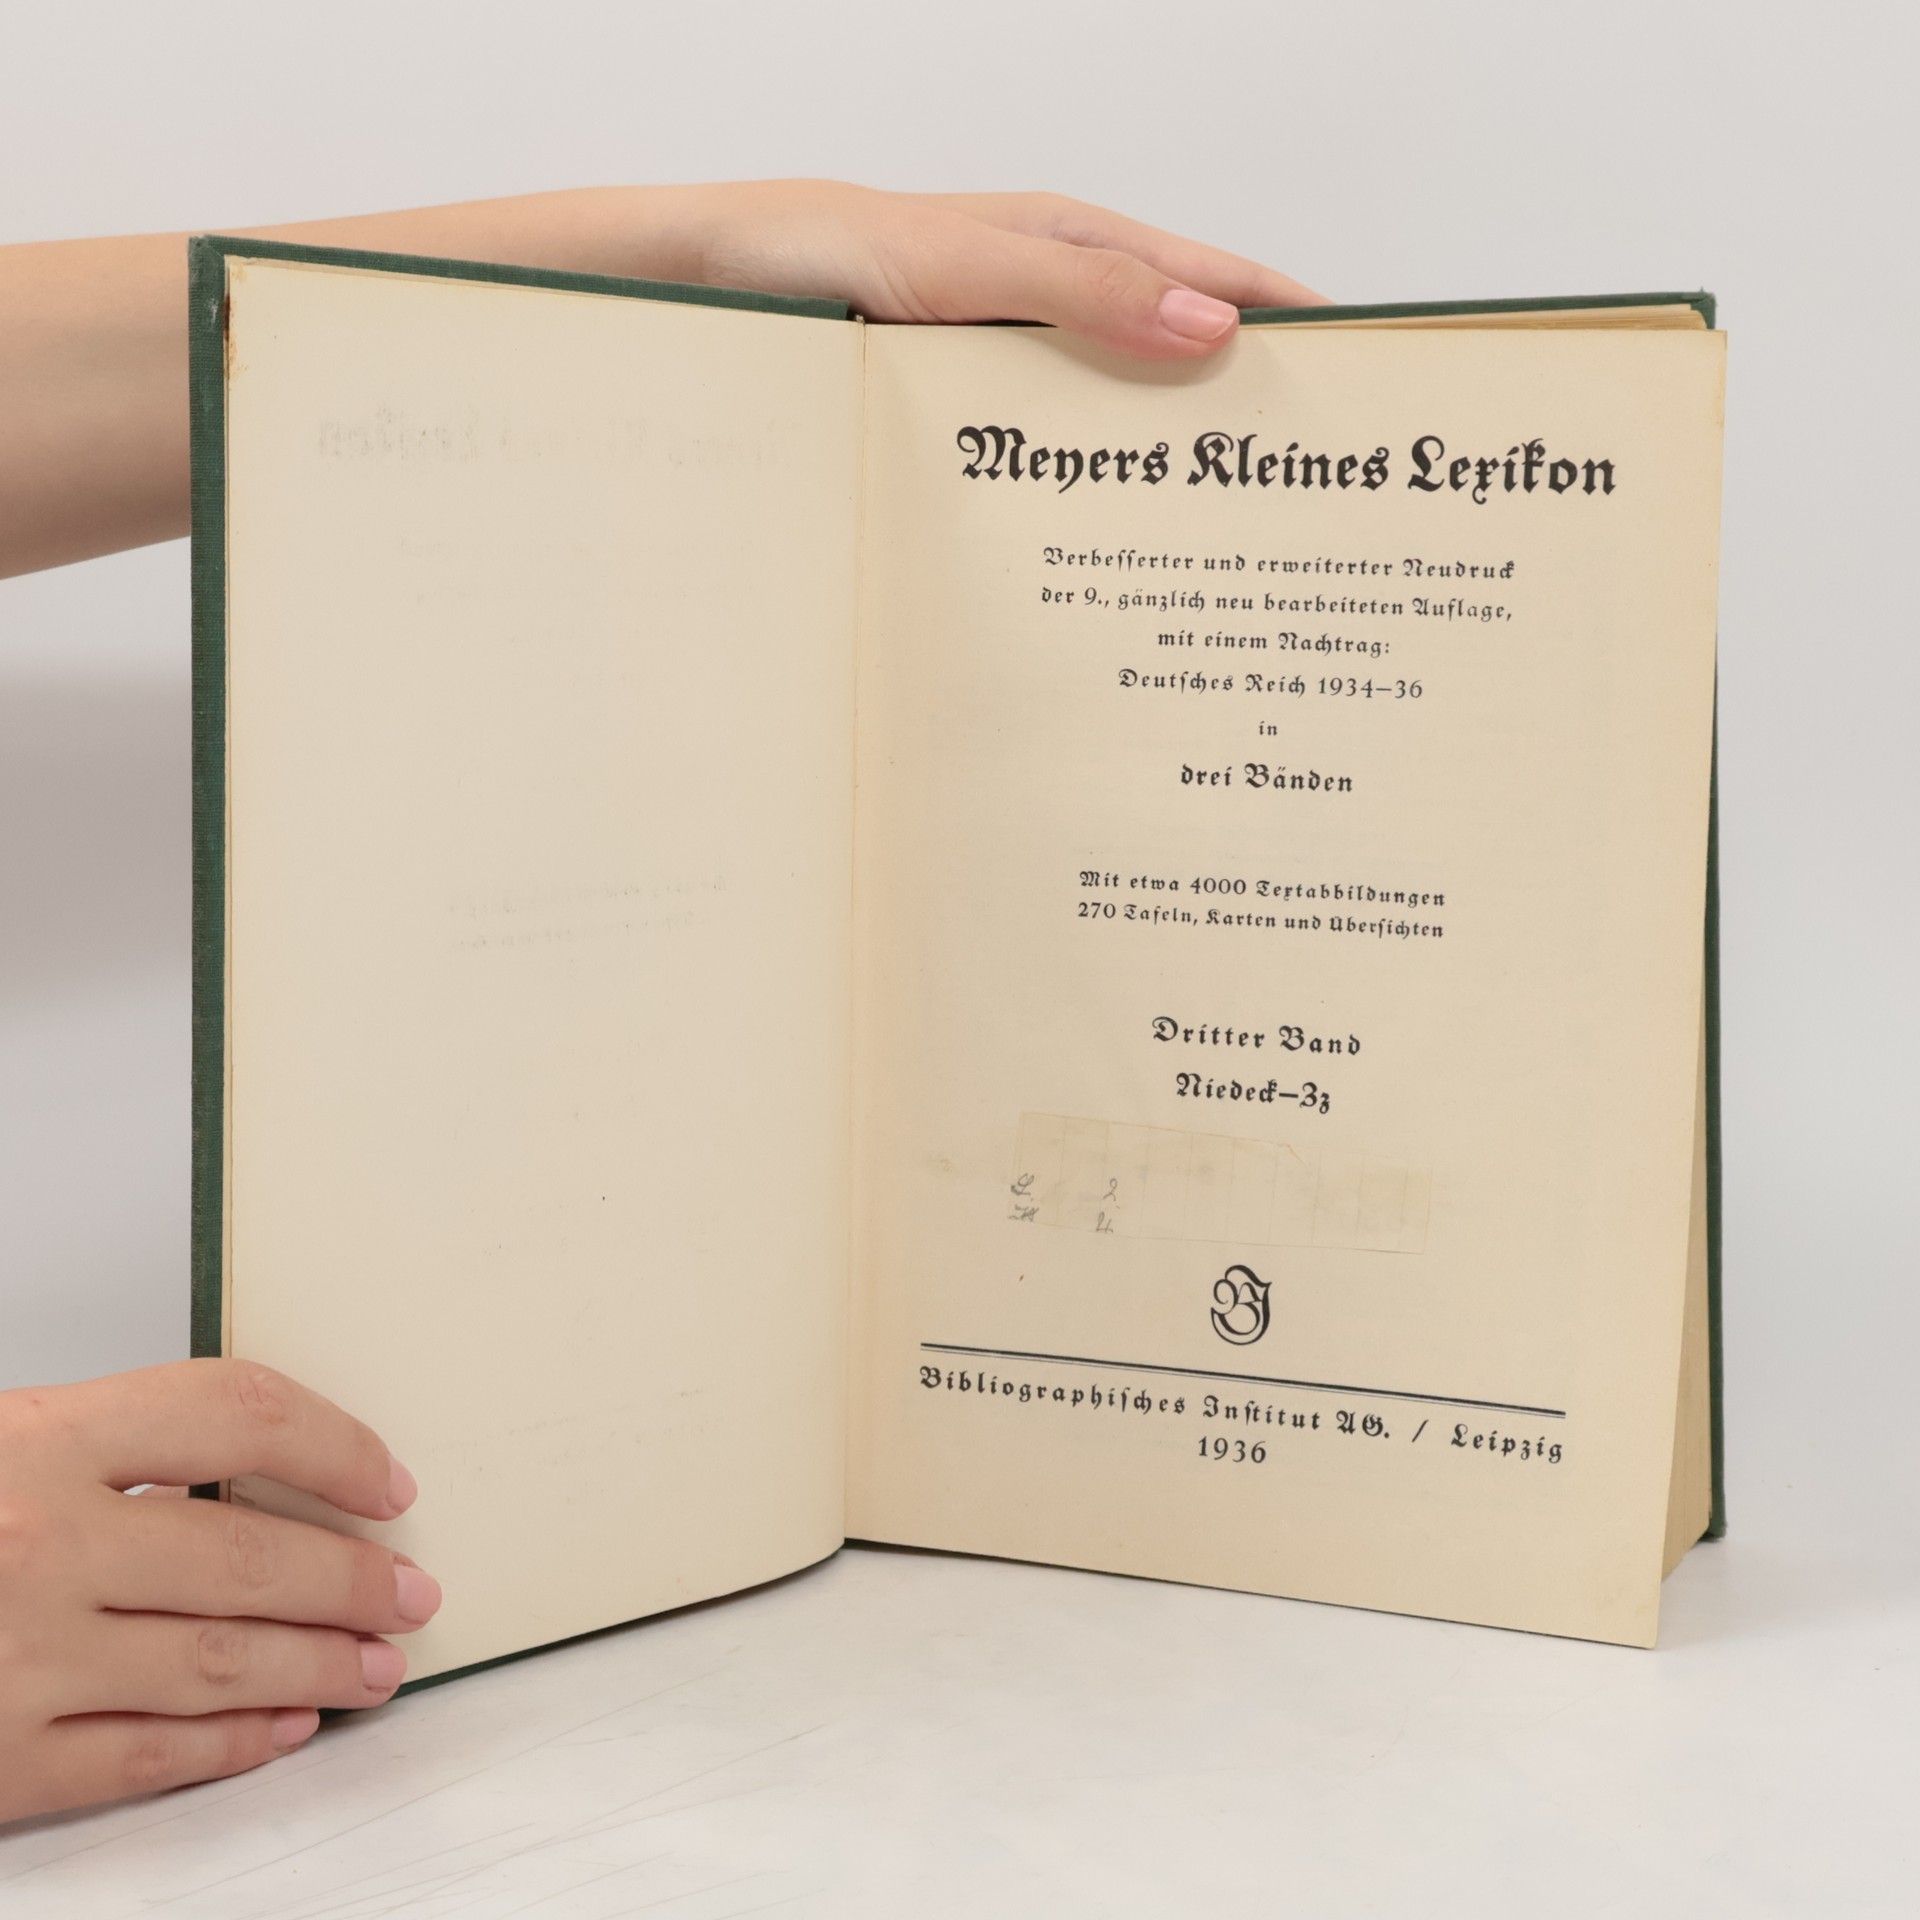 Meyers Kleines Lexikon
Verbesserter und erweiterter Neudruck
der 9., gänzlich neu bearbeiteten Auflage,
mit einem Nachtrag:
Deutsches Reich 1934–36
in
drei Bänden
Mit etwa 4000 Textabbildungen
270 Tafeln, Karten und Übersichten
Dritter Band
Niedeck–Zz
2
BI
Bibliographisches Institut AG. / Leipzig
1936